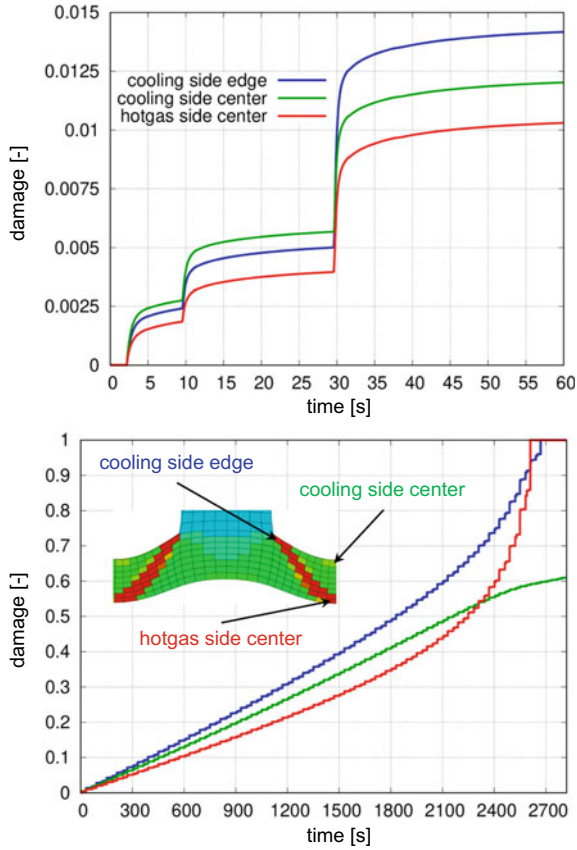 0.015
0.0125
0.01
0.0075
0.005
0.0025
0
damage [-]
cooling side edge
cooling side center
hotgas side center
0 5 10 15 20 25 30 35 40 45 50 55 60
time [s]
1
0.9
0.8
0.7
0.6
0.5
0.4
0.3
0.2
0.1
0
damage [-]
cooling side edge
cooling side center
hotgas side center
0 300 600 900 1200 1500 1800 2100 2400 2700
time [s]